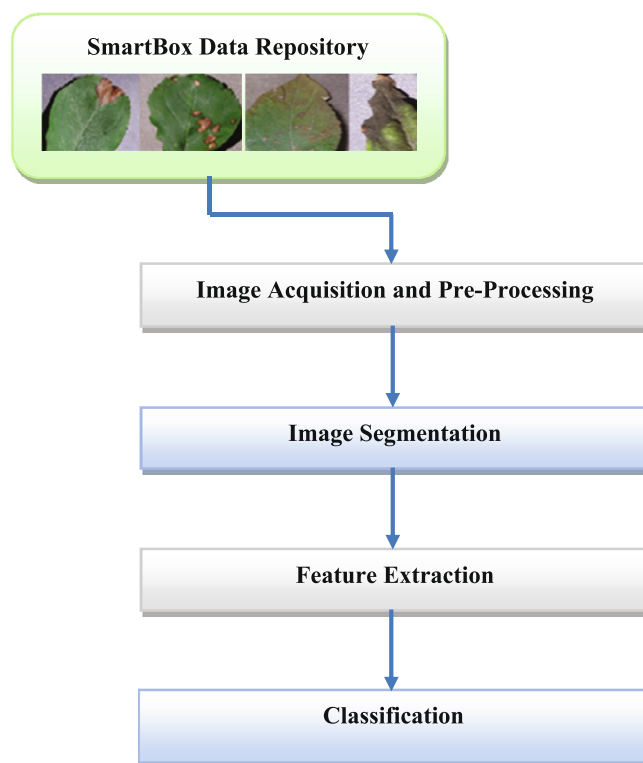 SmartBox Data Repository
Image Acquisition and Pre-Processing
Image Segmentation
Feature Extraction
Classification